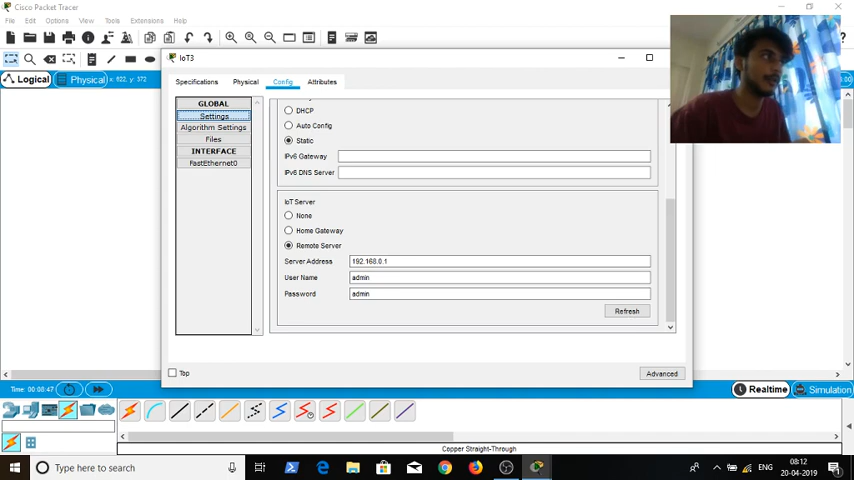 Cisco Packet Tracer
File Edit Options View Tools Extensions Help
Logical Physical x: 622, y: 372
IoT3
Specifications Physical Config Attributes
GLOBAL
Settings
Algorithm Settings
Files
INTERFACE
FastEthernet0
DHCP
Auto Config
Static
IPv6 Gateway
IPv6 DNS Server
IoT Server
None
Home Gateway
Remote Server
Server Address 192.168.0.1
User Name admin
Password admin
Refresh
Top
Advanced
Time: 00:08:47
Realtime Simulation
Copper Straight-Through
Type here to search
ENG
08:12
20-04-2019